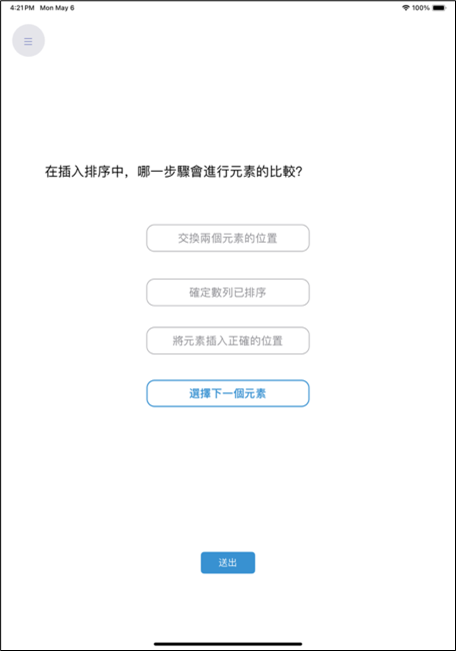 4:21PM Mon May 6 100%
在插入排序中，哪一步驟會進行元素的比較?
交換兩個元素的位置
確定數列已排序
將元素插入正確的位置
選擇下一個元素
送出